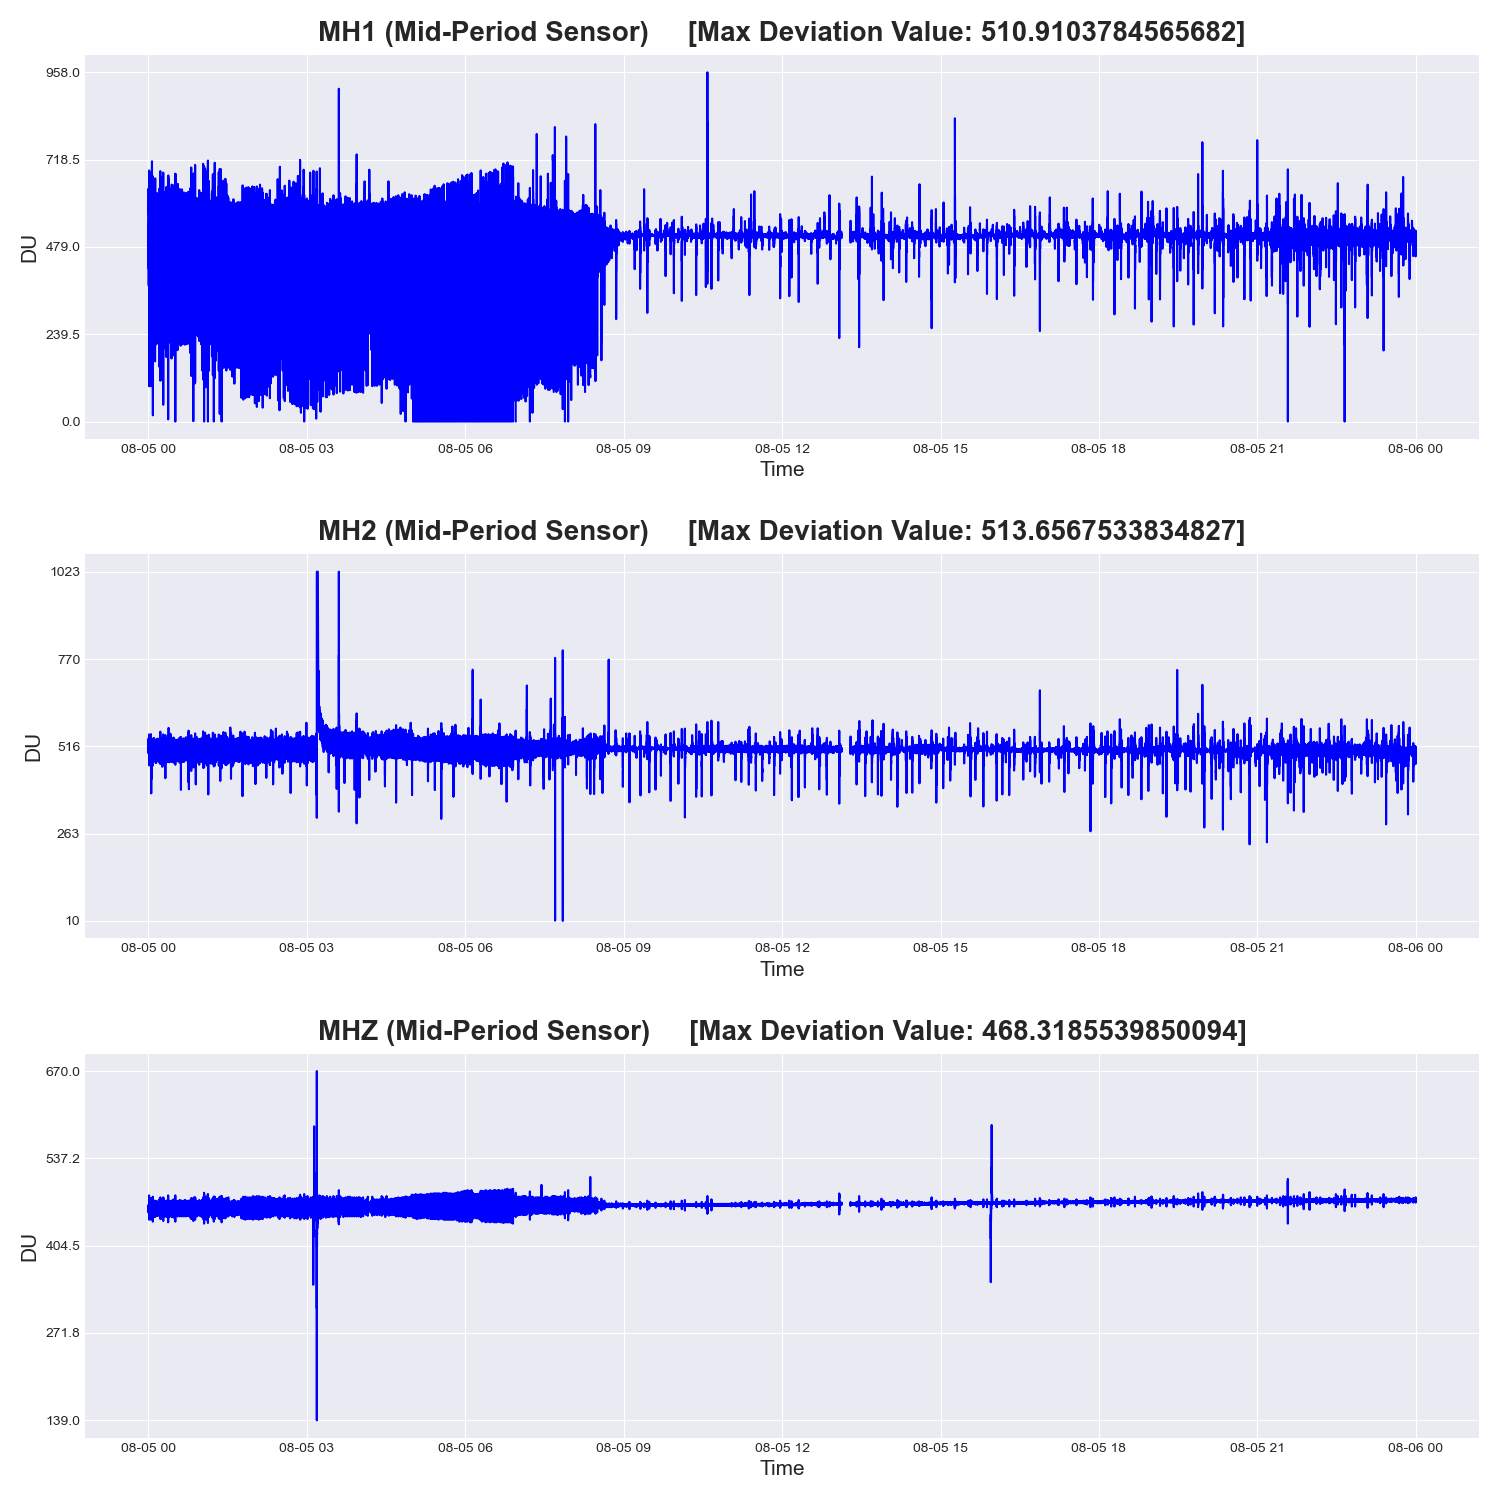 MH1 (Mid-Period Sensor)     [Max Deviation Value: 510.9103784565682]
958.0
718.5
479.0
239.5
0.0
DU
08-05 00 08-05 03 08-05 06 08-05 09 08-05 12 08-05 15 08-05 18 08-05 21 08-06 00
Time
MH2 (Mid-Period Sensor)     [Max Deviation Value: 513.6567533834827]
1023
770
516
263
10
DU
08-05 00 08-05 03 08-05 06 08-05 09 08-05 12 08-05 15 08-05 18 08-05 21 08-06 00
Time
MHZ (Mid-Period Sensor)     [Max Deviation Value: 468.3185539850094]
670.0
537.2
404.5
271.8
139.0
DU
08-05 00 08-05 03 08-05 06 08-05 09 08-05 12 08-05 15 08-05 18 08-05 21 08-06 00
Time